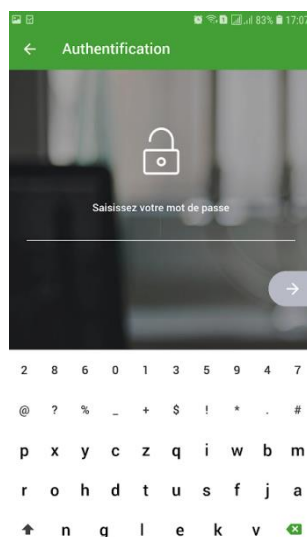 83% 17:07
Authentification
Saisissez votre mot de passe
2 8 6 0 1 3 5 9 4 7
@ ? % _ + $ ! * . #
p x y c z q i w b m
r o h d t u s f j a
n g l e k v